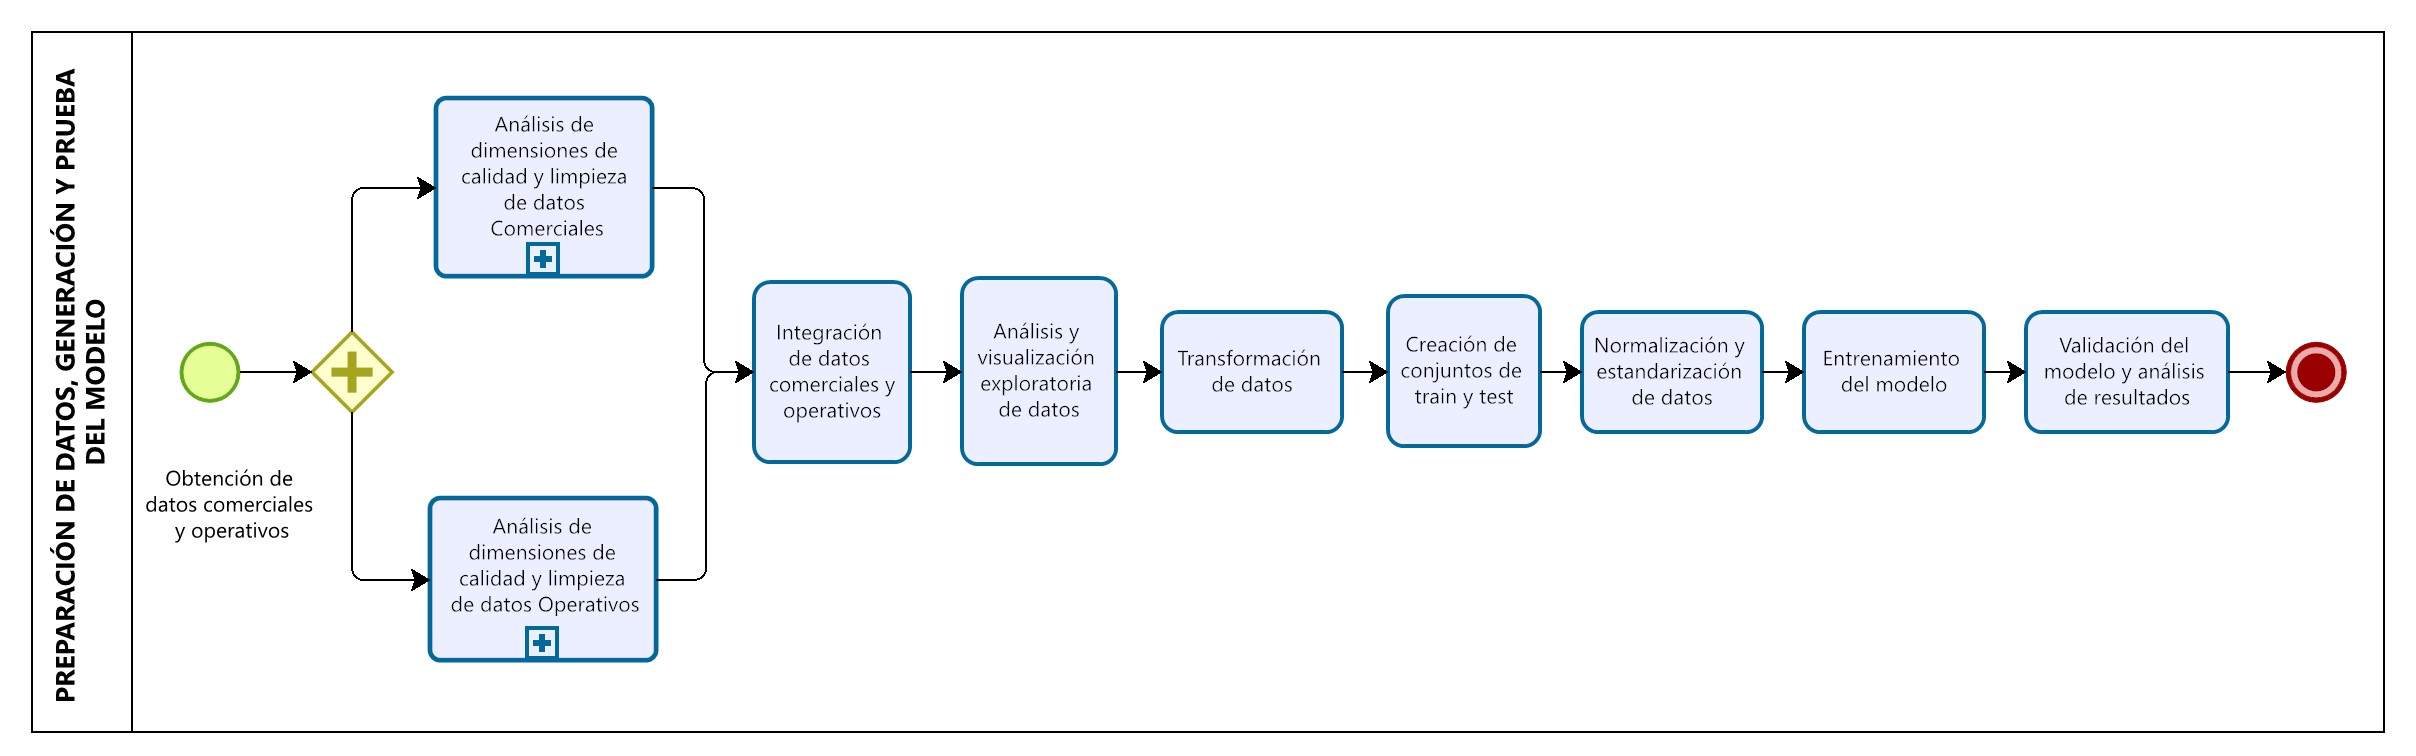 PREPARACIÓN DE DATOS, GENERACIÓN Y PRUEBA
DEL MODELO
Obtención de
datos comerciales
y operativos
Análisis de
dimensiones de
calidad y limpieza
de datos
Comerciales
Análisis de
dimensiones de
calidad y limpieza
de datos Operativos
Integración
de datos
comerciales y
operativos
Análisis y
visualización
exploratoria
de datos
Transformación
de datos
Creación de
conjuntos de
train y test
Normalización y
estandarización
de datos
Entrenamiento
del modelo
Validación del
modelo y análisis
de resultados